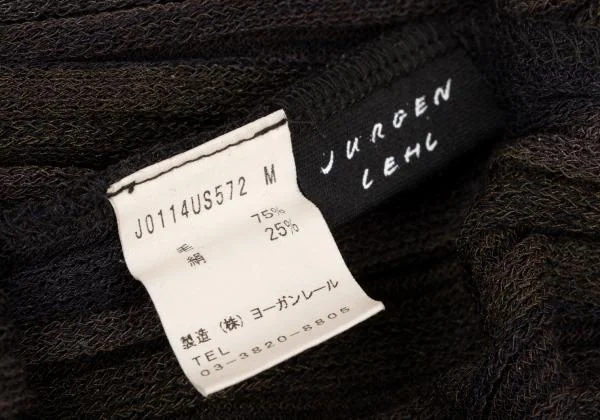 JURGEN
LEHL
J0114US572 M
毛 75%
絹 25%
製造 (株) ヨーガンレール
TEL
03-3820-8805